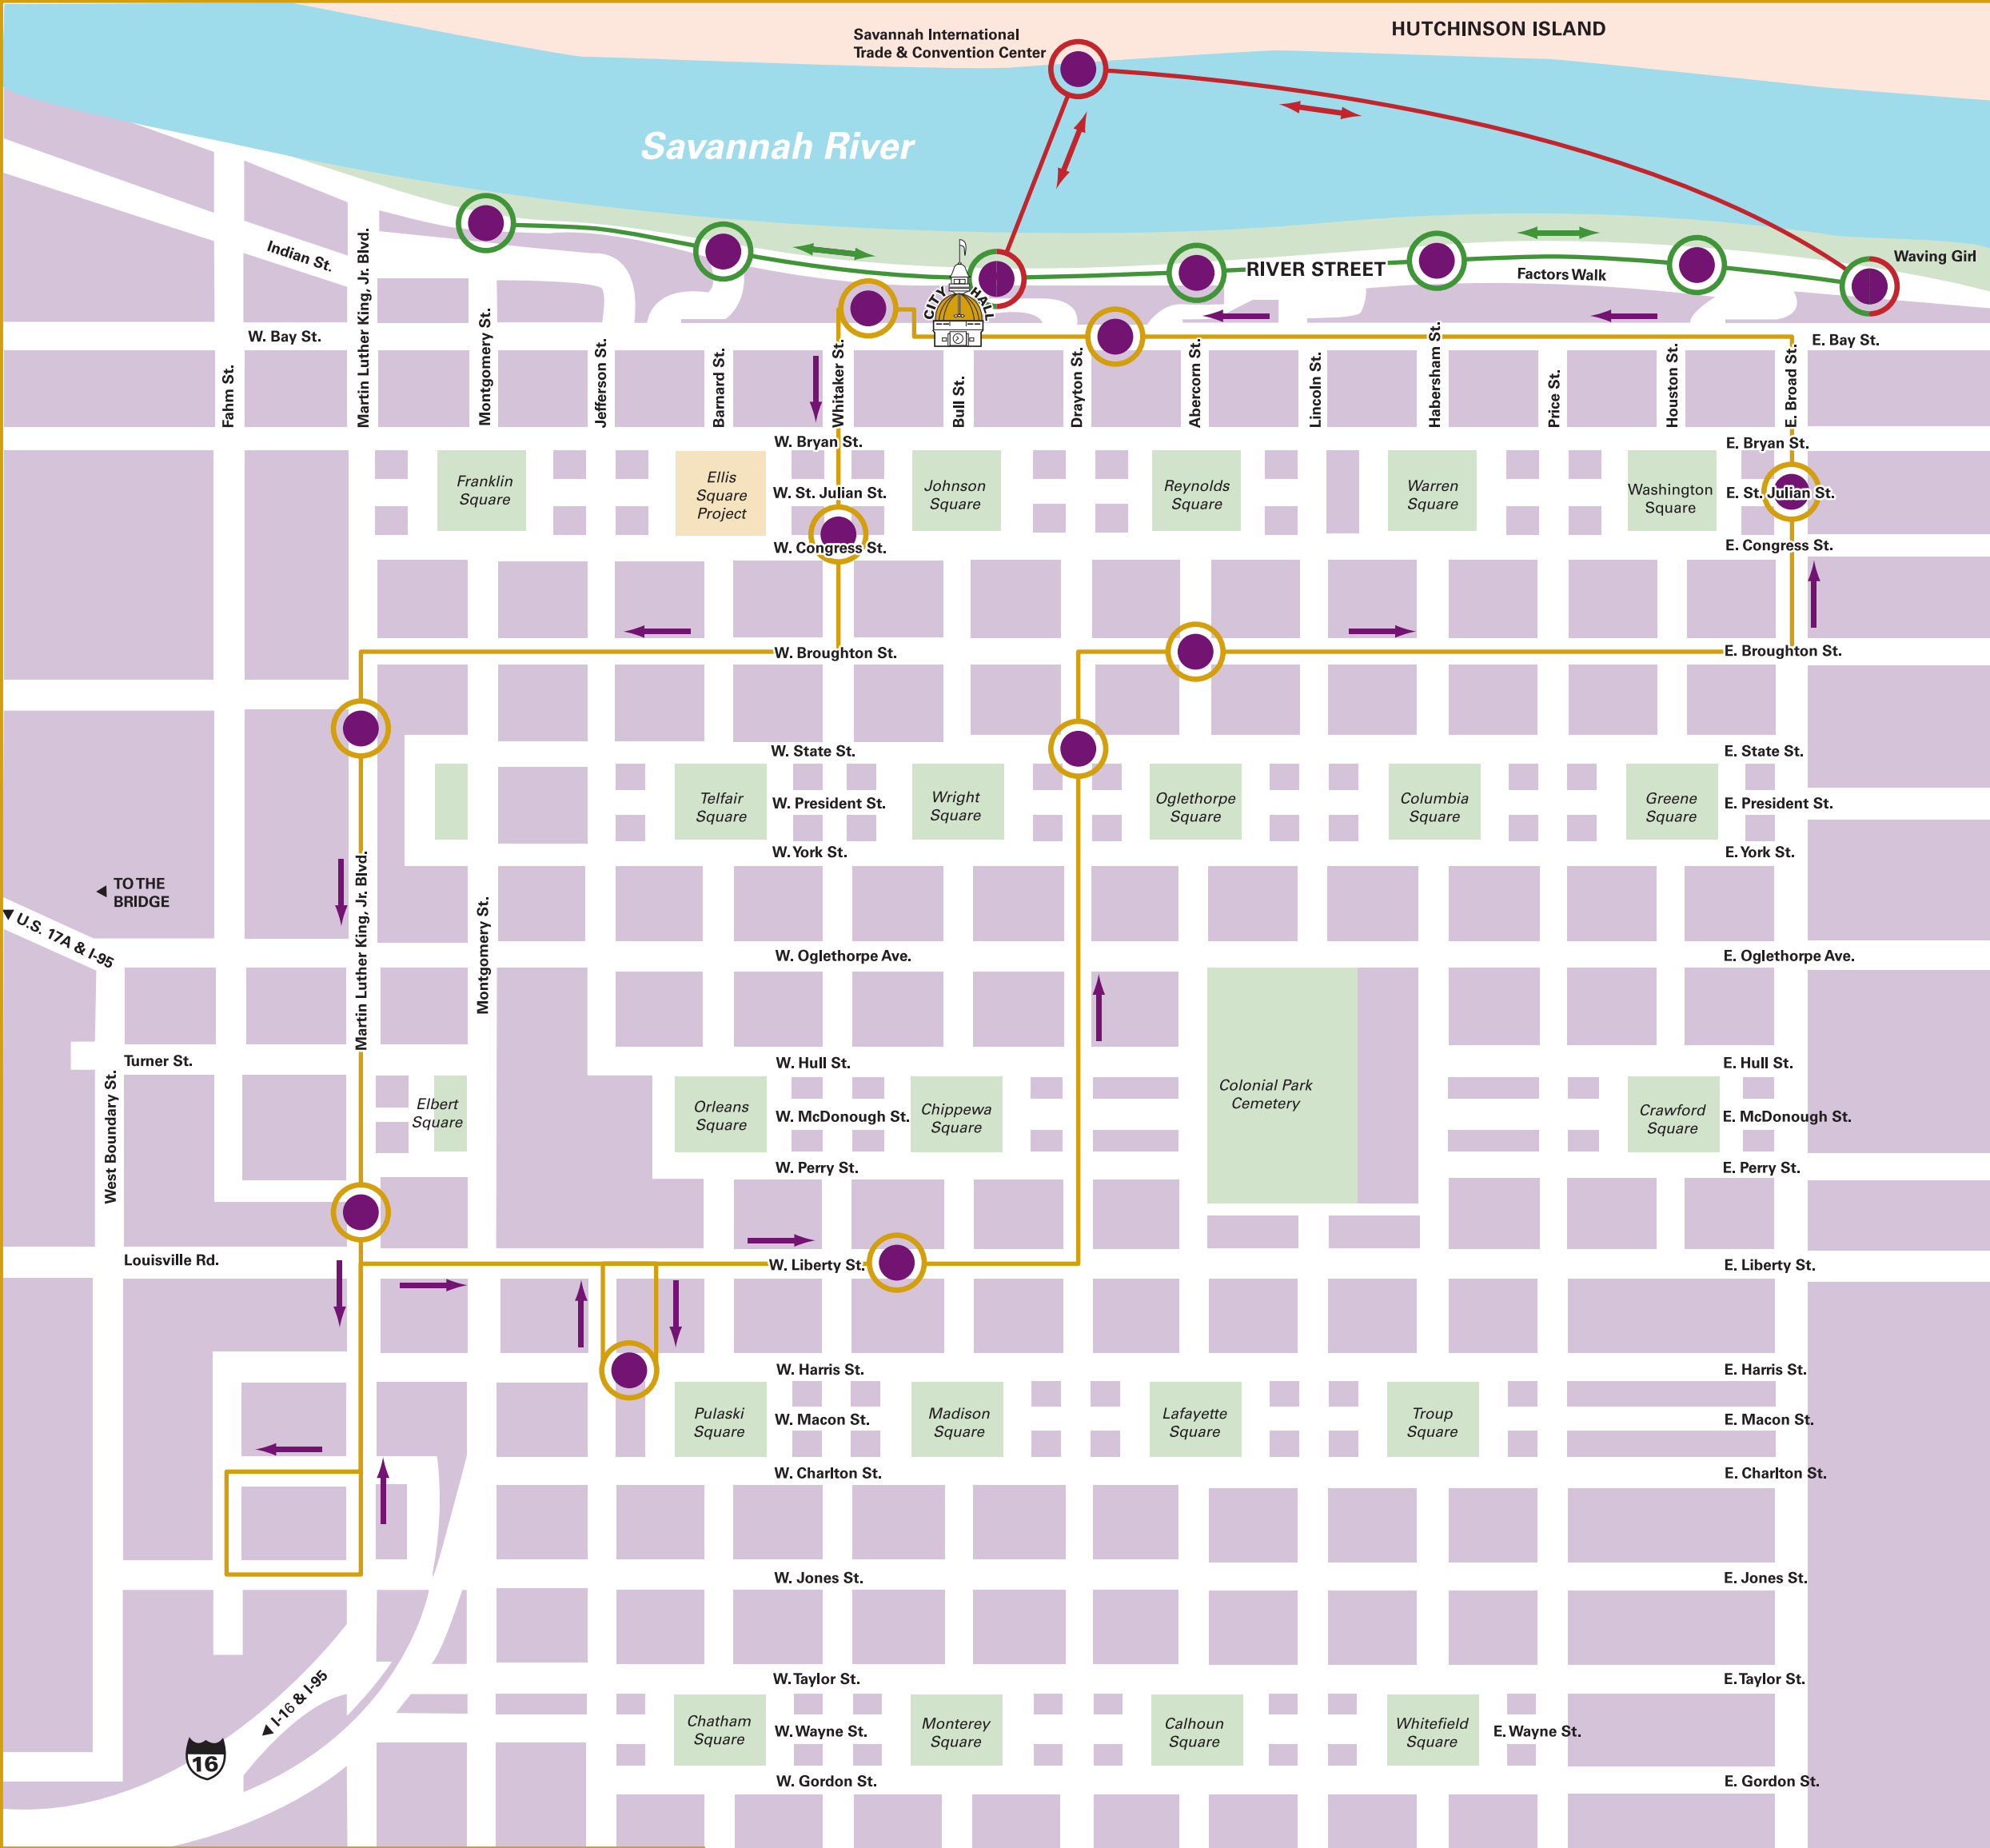 HUTCHINSON ISLAND
Savannah International
Trade & Convention Center
Savannah River
Waving Girl
RIVER STREET
Factors Walk
CITY HALL
Indian St.
W. Bay St.
E. Bay St.
Fahm St.
Martin Luther King, Jr. Blvd.
Montgomery St.
Jefferson St.
Barnard St.
Whitaker St.
Bull St.
Drayton St.
Abercorn St.
Lincoln St.
Habersham St.
Price St.
Houston St.
E. Broad St.
W. Bryan St.
E. Bryan St.
Franklin
Square
Ellis
Square
Project
W. St. Julian St.
Johnson
Square
Reynolds
Square
Warren
Square
Washington
Square
E. St. Julian St.
W. Congress St.
E. Congress St.
W. Broughton St.
E. Broughton St.
W. State St.
E. State St.
Telfair
Square
W. President St.
Wright
Square
Oglethorpe
Square
Columbia
Square
Greene
Square
E. President St.
W. York St.
E. York St.
TO THE
BRIDGE
U.S. 17A & I-95
Martin Luther King, Jr. Blvd.
Montgomery St.
W. Oglethorpe Ave.
E. Oglethorpe Ave.
Turner St.
W. Hull St.
E. Hull St.
West Boundary St.
Elbert
Square
Orleans
Square
W. McDonough St.
Chippewa
Square
Colonial Park
Cemetery
Crawford
Square
E. McDonough St.
W. Perry St.
E. Perry St.
Louisville Rd.
W. Liberty St.
E. Liberty St.
W. Harris St.
E. Harris St.
Pulaski
Square
W. Macon St.
Madison
Square
Lafayette
Square
Troup
Square
E. Macon St.
W. Charlton St.
E. Charlton St.
W. Jones St.
E. Jones St.
W. Taylor St.
E. Taylor St.
I-16 & I-95
16
Chatham
Square
W. Wayne St.
Monterey
Square
Calhoun
Square
Whitefield
Square
E. Wayne St.
W. Gordon St.
E. Gordon St.